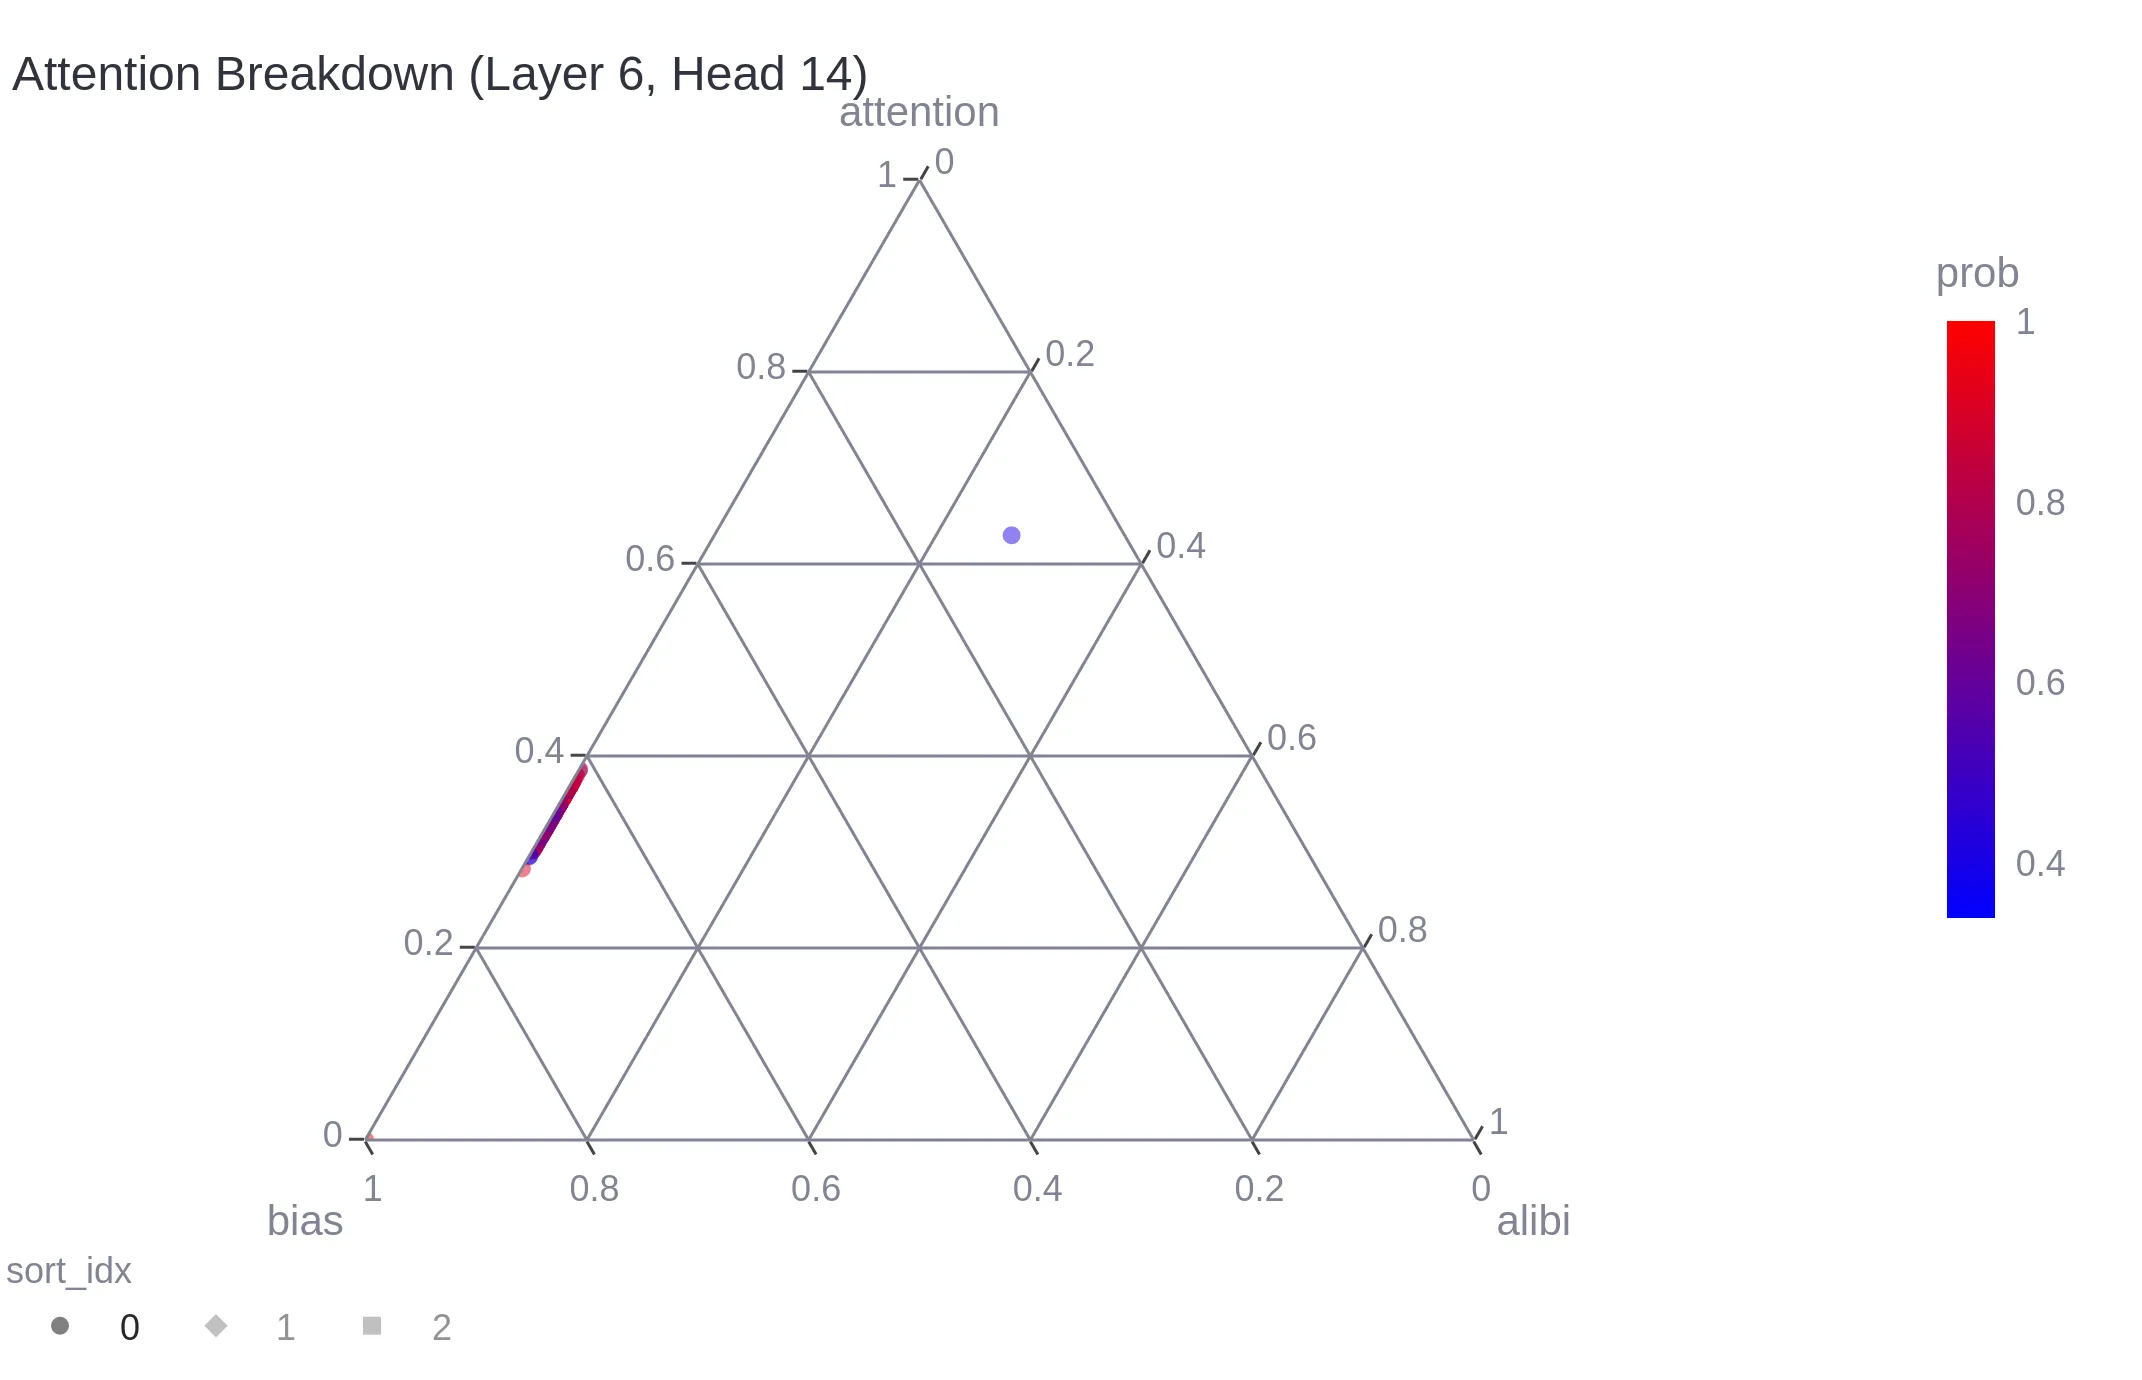 Attention Breakdown (Layer 6, Head 14)
attention
1 0
prob
1
0.8 0.2
0.8
0.6 0.4
0.6
0.4 0.6
0.4
0.2 0.8
0 1
1 0.8 0.6 0.4 0.2 0
bias alibi
sort_idx
0 1 2